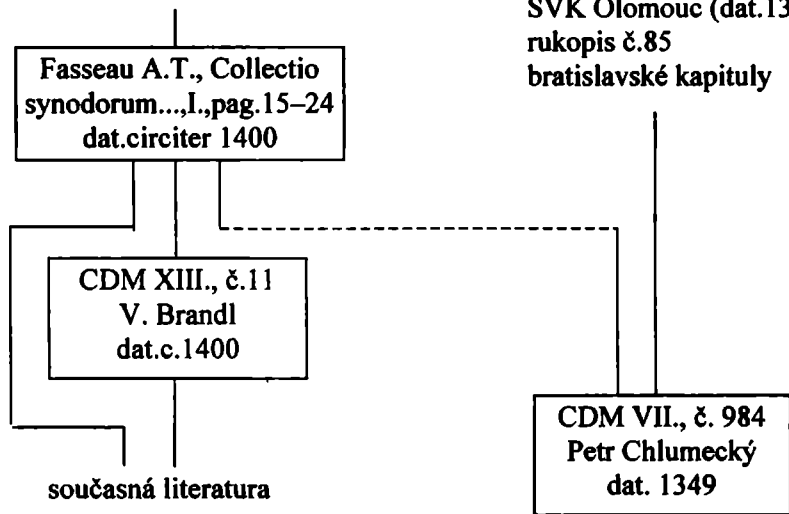 SVK Olomouc (dat.13
rukopis č.85
bratislavské kapituly
Fasseau A.T., Collectio
synodorum...,I.,pag.15–24
dat.circiter 1400
CDM XIII., č.11
V. Brandl
dat.c.1400
CDM VII., č. 984
Petr Chlumecký
dat. 1349
současná literatura